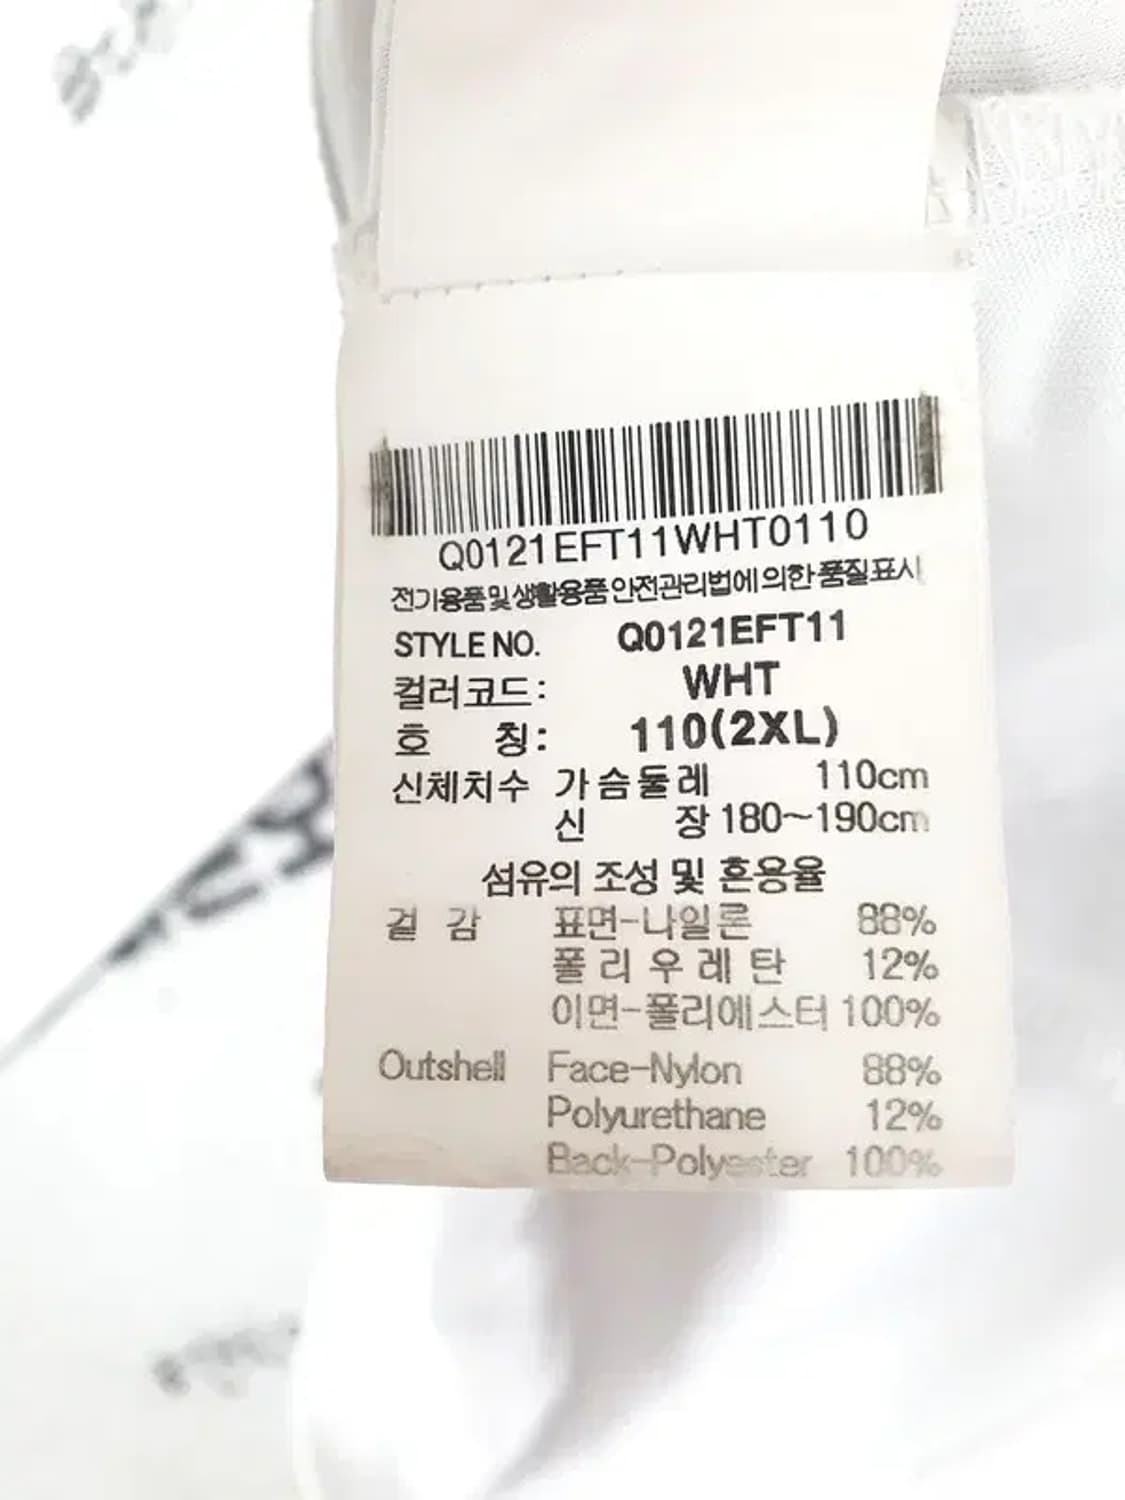 Q0121EFT11WHT0110
전기용품 및 생활용품 안전관리법에 의한 품질표시
STYLE NO. Q0121EFT11
컬러코드: WHT
호 칭: 110(2XL)
신체치수 가슴둘레 110cm
신 장 180~190cm
섬유의 조성 및 혼용율
겉 감 표면-나일론 88%
폴리우레탄 12%
이면-폴리에스터 100%
Outshell Face-Nylon 88%
Polyurethane 12%
Back-Polyester 100%